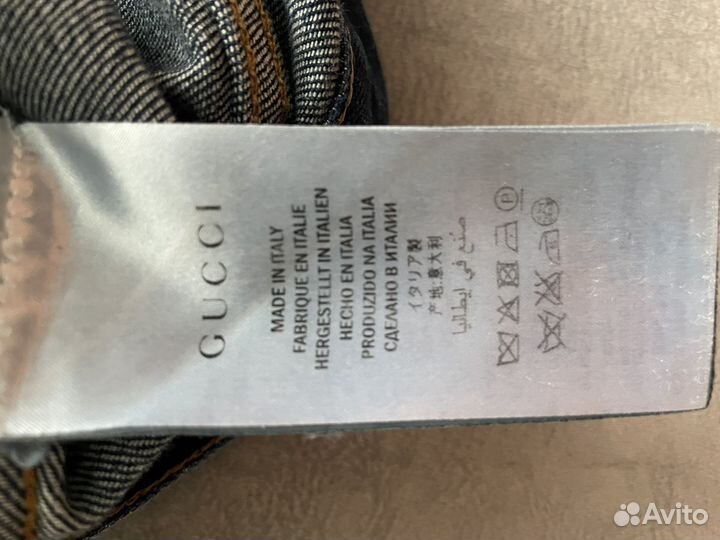 GUCCI
MADE IN ITALY
FABRIQUE EN ITALIE
HERGESTELLT IN ITALIEN
HECHO EN ITALIA
PRODUZIDO NA ITALIA
СДЕЛАНО В ИТАЛИИ
イタリア製
产地:意大利
صنع في إيطاليا
P
Avito